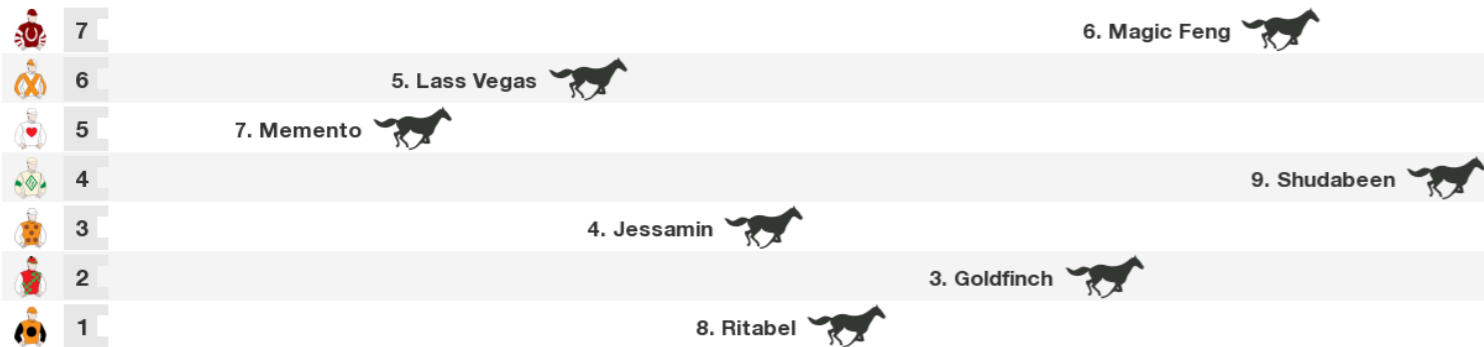 7 6. Magic Feng
6 5. Lass Vegas
5 7. Memento
4 9. Shudabeen
3 4. Jessamin
2 3. Goldfinch
1 8. Ritabel